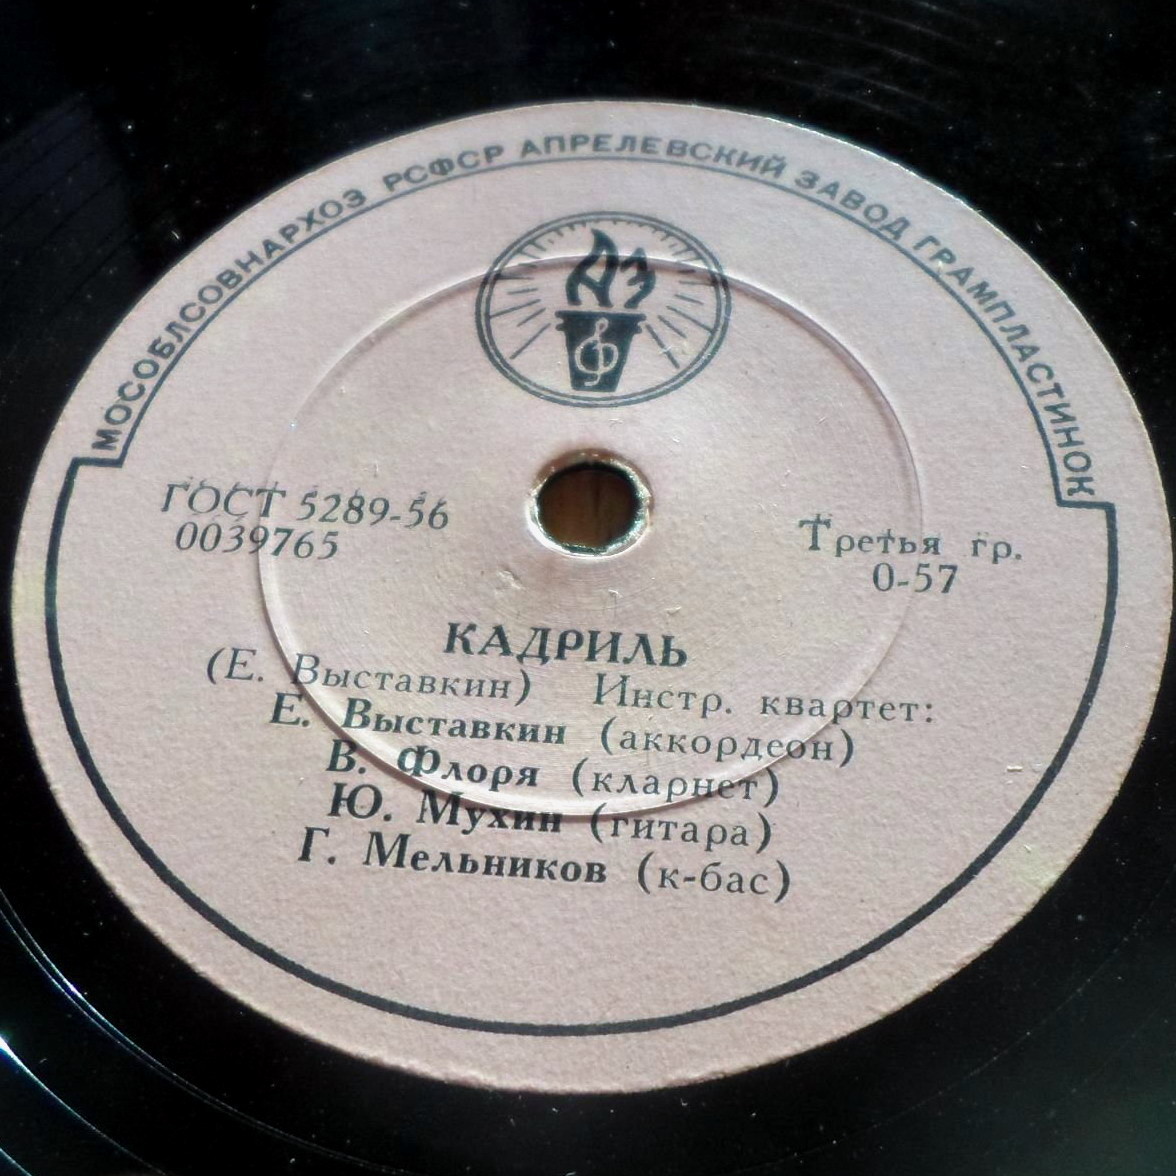 МОСОБЛСОВНАРХОЗ РСФСР АПРЕЛЕВСКИЙ ЗАВОД ГРАМПЛАСТИНОК
АЗ
ГОСТ 5289-56
0039765
Третья гр.
0-57
КАДРИЛЬ
(Е. Выставкин) Инстр. квартет:
Е. Выставкин (аккордеон)
В. Флоря (кларнет)
Ю. Мухин (гитара)
Г. Мельников (к-бас)